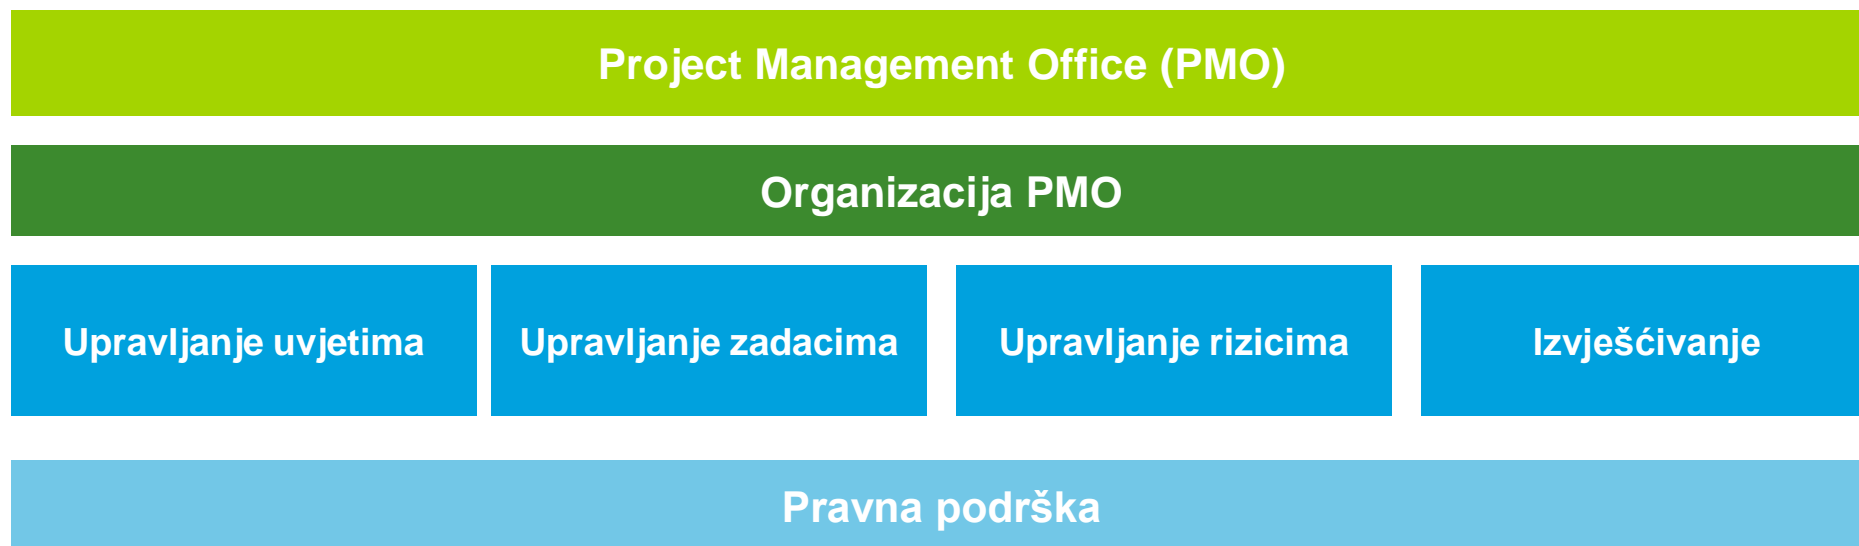 Project Management Office (PMO)
Organizacija PMO
Upravljanje uvjetima
Upravljanje zadacima
Upravljanje rizicima
Izvješćivanje
Pravna podrška